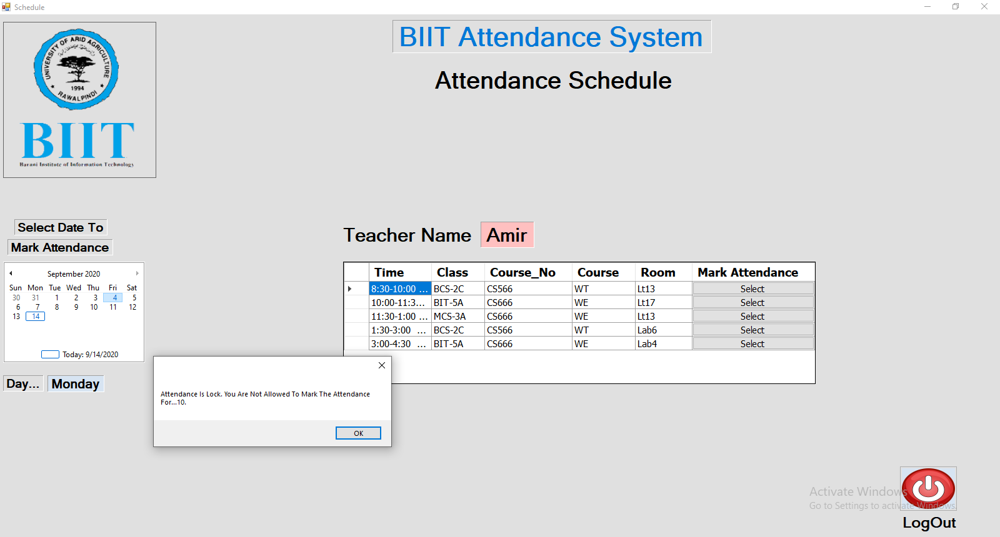 Schedule
UNIVERSITY OF ARID AGRICULTURE
1994
RAWALPINDI
BIIT
Barani Institute of Information Technology
BIIT Attendance System
Attendance Schedule
Select Date To
Mark Attendance
September 2020
Sun Mon Tue Wed Thu Fri Sat
30 31 1 2 3 4 5
6 7 8 9 10 11 12
13 14
Today: 9/14/2020
Day... Monday
Teacher Name Amir
Time Class Course_No Course Room Mark Attendance
8:30-10:00 ... BCS-2C CS566 WT Lt13 Select
10:00-11:3... BIT-5A CS666 WE Lt17 Select
11:30-1:00 ... MCS-3A CS666 WE Lt13 Select
1:30-3:00 ... BCS-2C CS566 WT Lab6 Select
3:00-4:30 ... BIT-5A CS666 WE Lab4 Select
Attendance Is Lock. You Are Not Allowed To Mark The Attendance
For...10.
OK
Activate Windows
Go to Settings to activate Windows.
LogOut